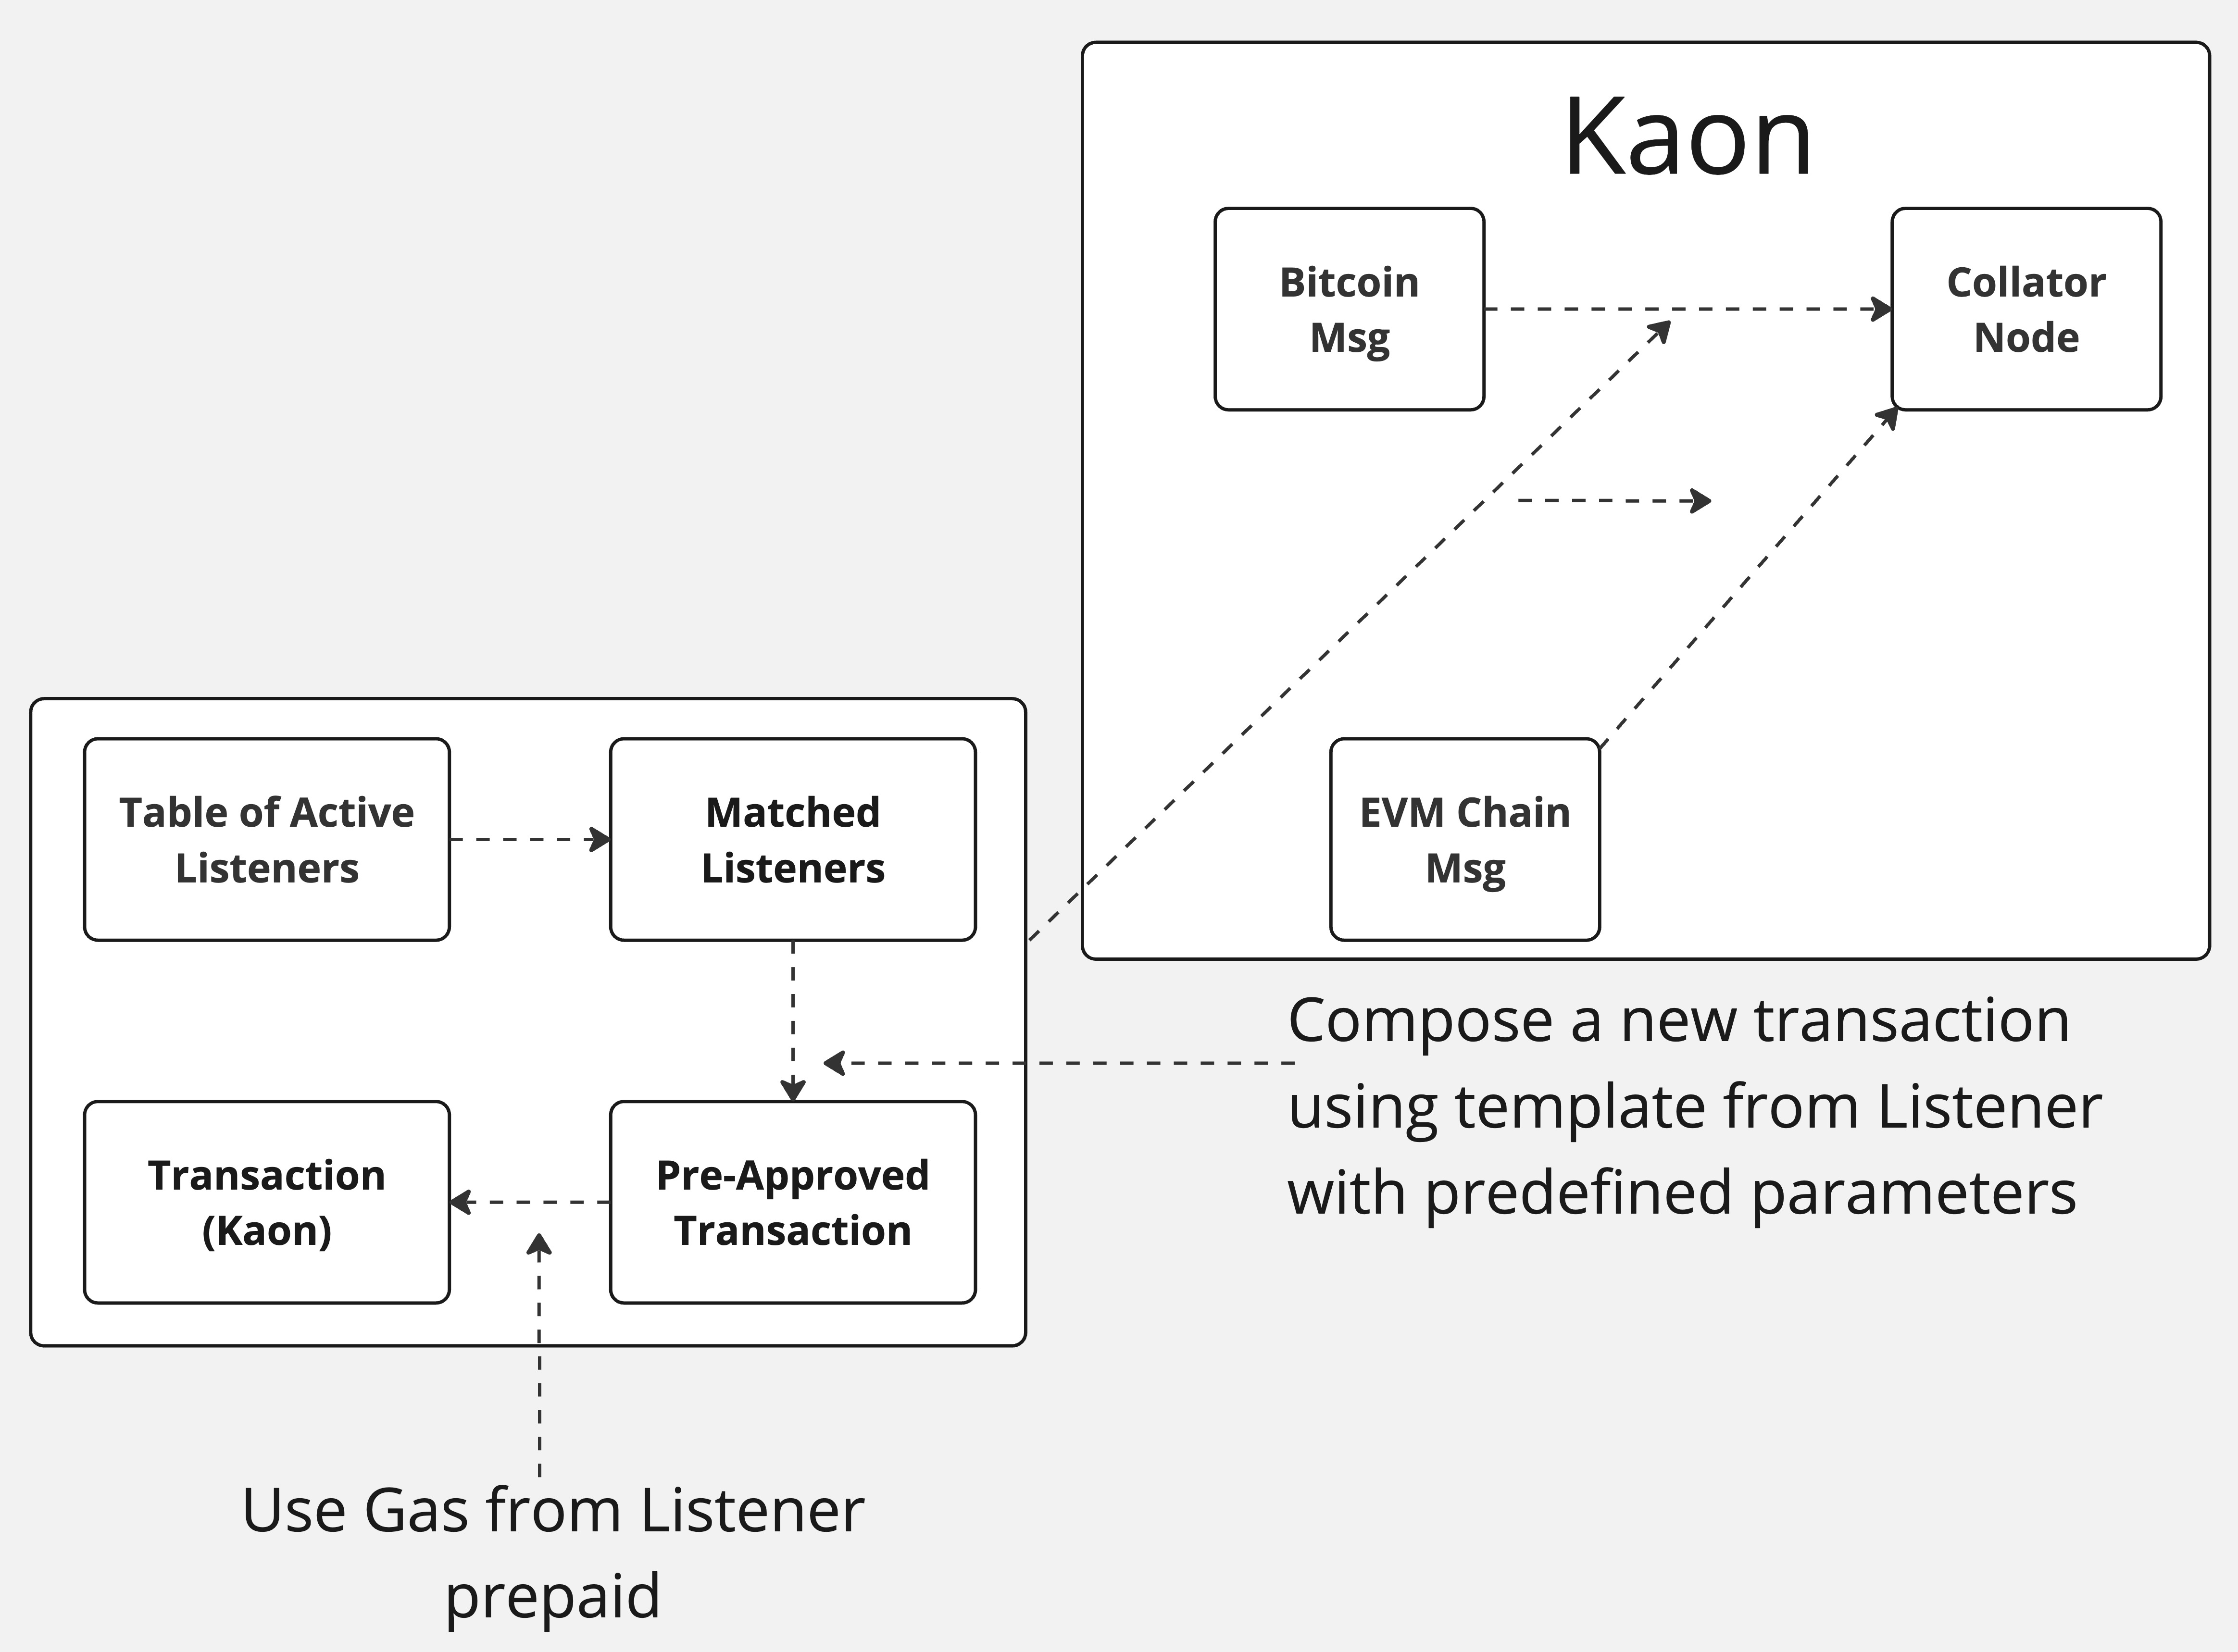 Kaon
Bitcoin
Msg
Collator
Node
Table of Active
Listeners
Matched
Listeners
EVM Chain
Msg
Compose a new transaction
using template from Listener
with predefined parameters
Transaction
(Kaon)
Pre-Approved
Transaction
Use Gas from Listener
prepaid